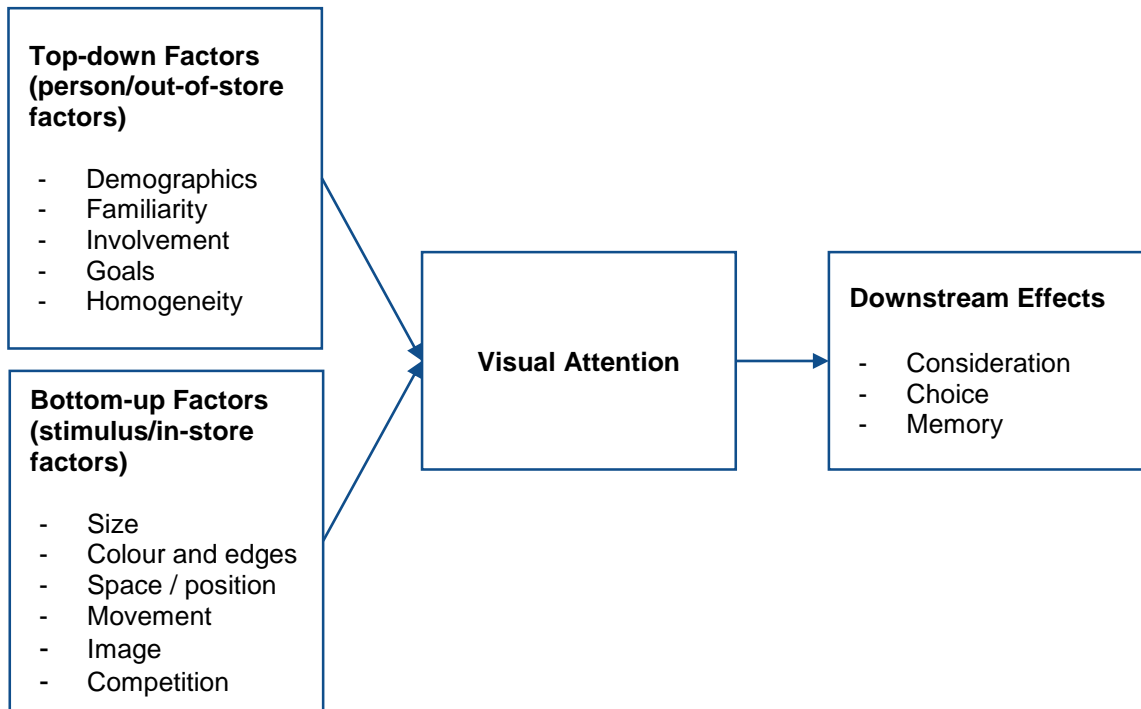 Top-down Factors
(person/out-of-store
factors)
- Demographics
- Familiarity
- Involvement
- Goals
- Homogeneity
Bottom-up Factors
(stimulus/in-store
factors)
- Size
- Colour and edges
- Space / position
- Movement
- Image
- Competition
Visual Attention
Downstream Effects
- Consideration
- Choice
- Memory